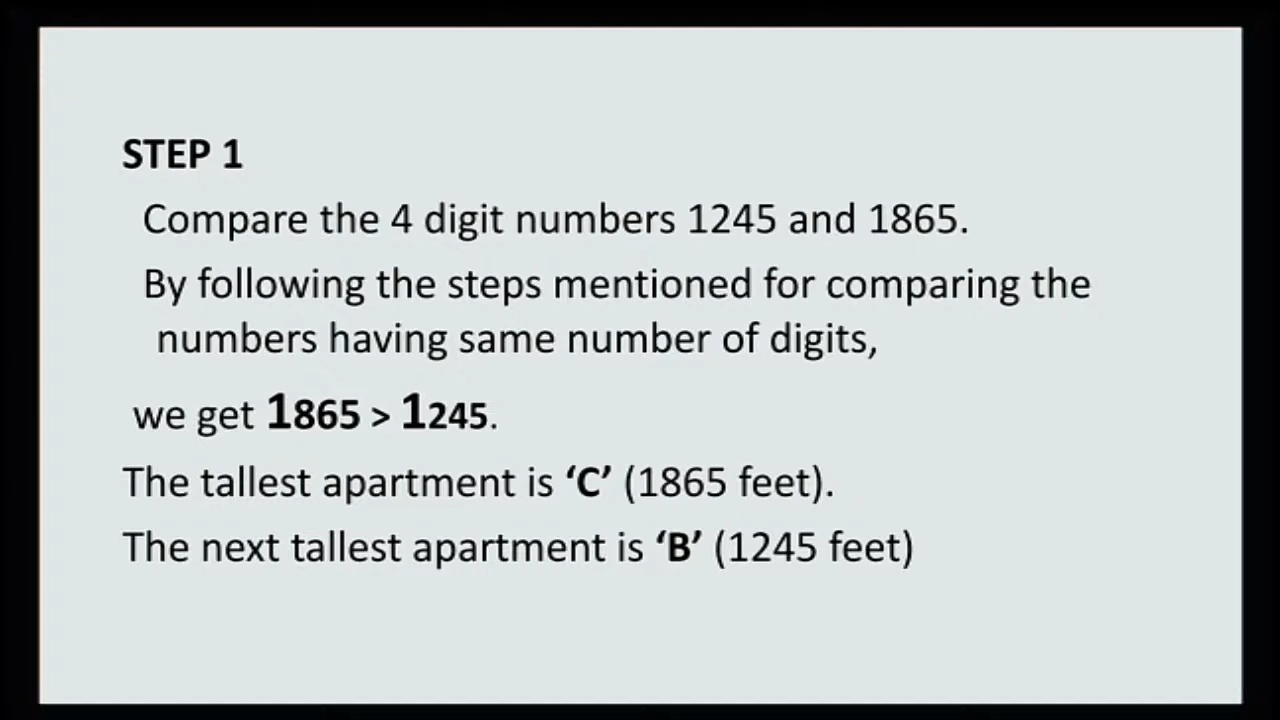 STEP 1
Compare the 4 digit numbers 1245 and 1865.
By following the steps mentioned for comparing the
numbers having same number of digits,
we get 1865 > 1245.
The tallest apartment is ‘C’ (1865 feet).
The next tallest apartment is ‘B’ (1245 feet)